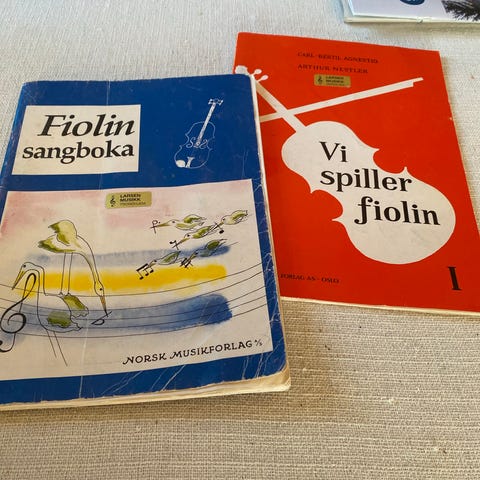 Fiolin
sangboka
LARSEN
MUSIKK
NORSK MUSIKFORLAG A/S
CARL-BERTIL AGNESTIG
ARTHUR NESTLER
LARSEN
MUSIKK
Vi
spiller
fiolin
FORLAG AS - OSLO
I